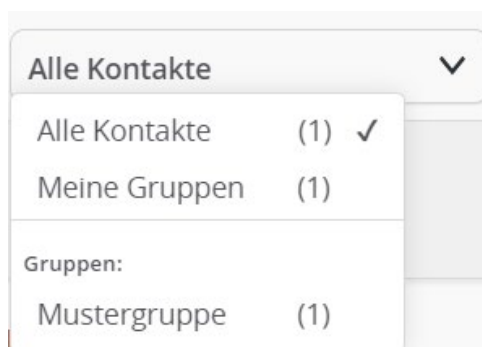 Alle Kontakte
Alle Kontakte (1) ✓
Meine Gruppen (1)
Gruppen:
Mustergruppe (1)